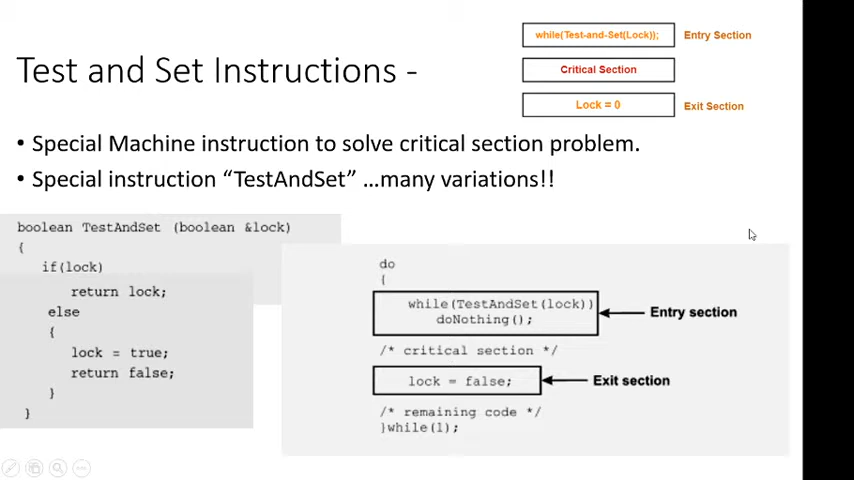 while(Test-and-Set(Lock)); Entry Section
Test and Set Instructions -
Critical Section
Lock = 0 Exit Section
• Special Machine instruction to solve critical section problem.
• Special instruction “TestAndSet” …many variations!!
boolean TestAndSet (boolean &lock)
{
if(lock)
return lock;
else
{
lock = true;
return false;
}
}
do
{
while(TestAndSet(lock))
doNothing();
Entry section
/* critical section */
lock = false;
Exit section
/* remaining code */
}while(1);